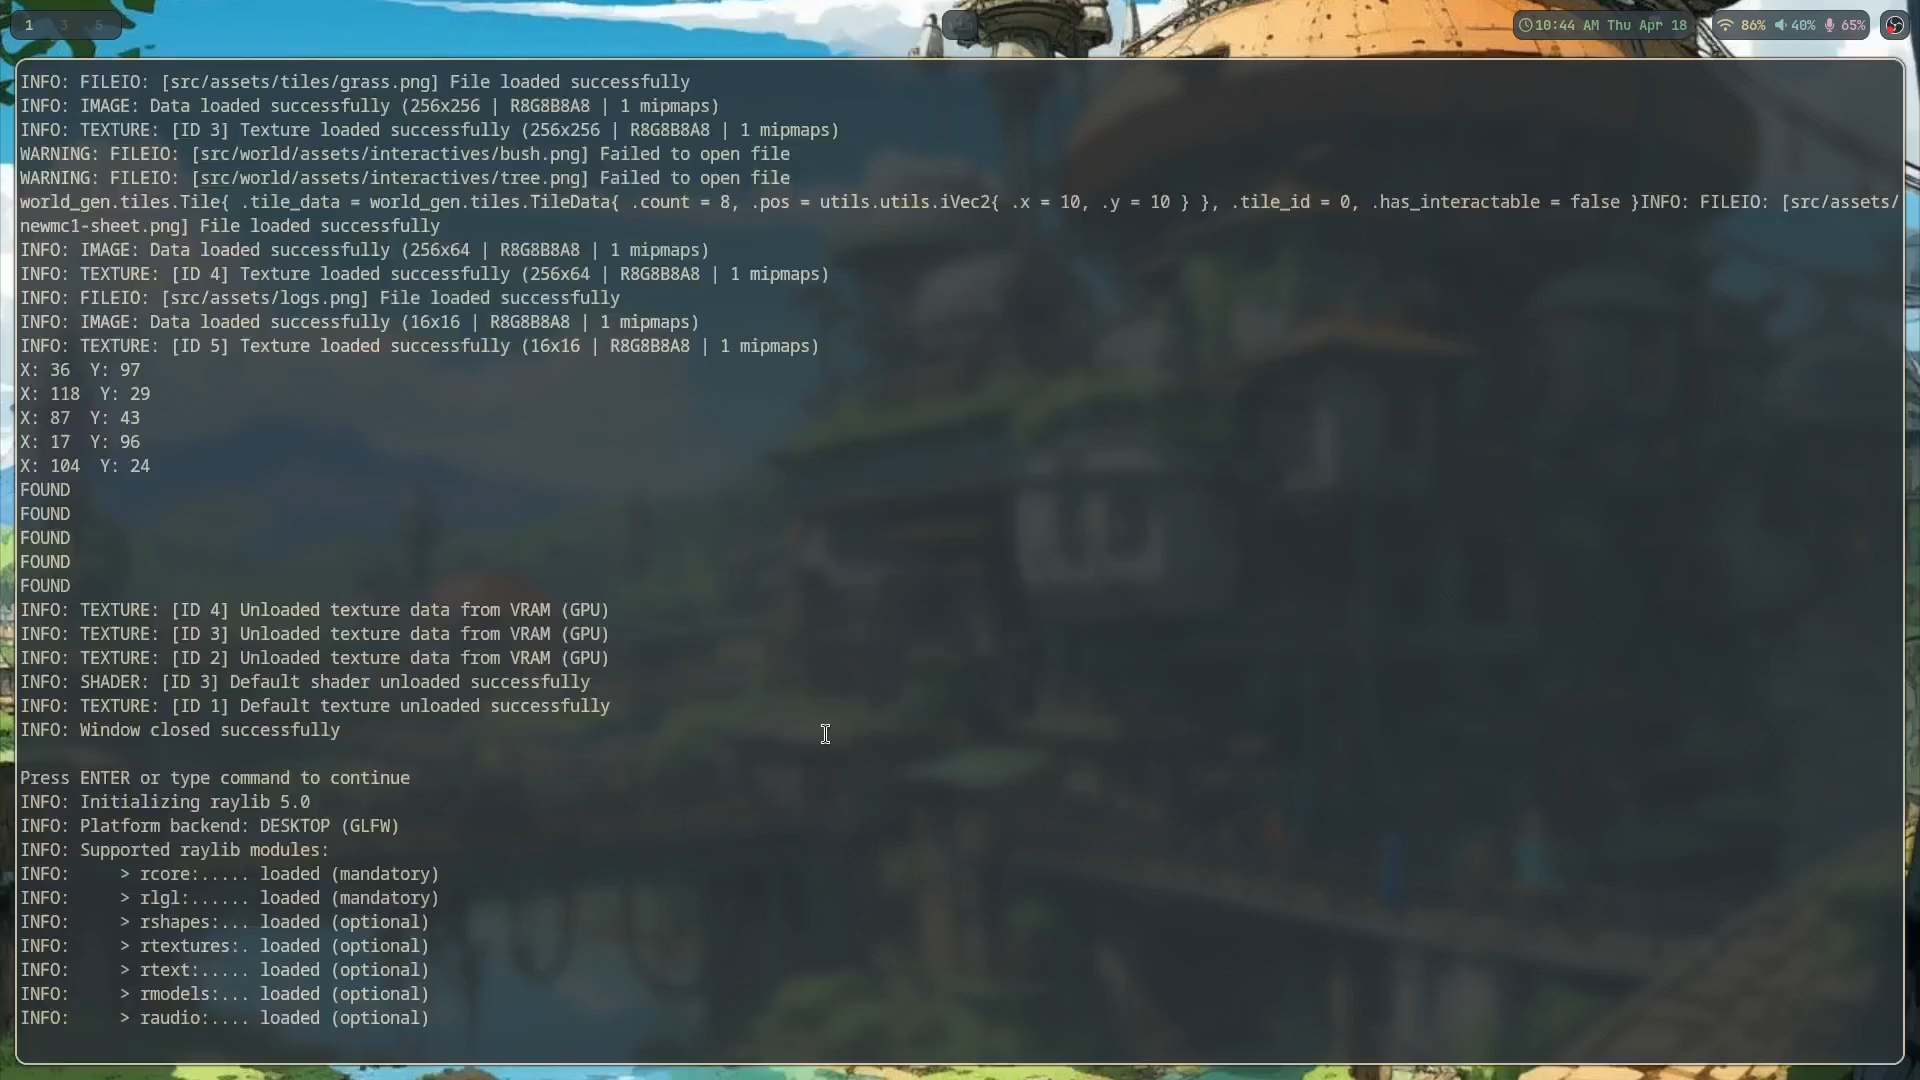 1 3 5
10:44 AM Thu Apr 18
86% 40% 65%
INFO: FILEIO: [src/assets/tiles/grass.png] File loaded successfully
INFO: IMAGE: Data loaded successfully (256x256 | R8G8B8A8 | 1 mipmaps)
INFO: TEXTURE: [ID 3] Texture loaded successfully (256x256 | R8G8B8A8 | 1 mipmaps)
WARNING: FILEIO: [src/world/assets/interactives/bush.png] Failed to open file
WARNING: FILEIO: [src/world/assets/interactives/tree.png] Failed to open file
world_gen.tiles.Tile{ .tile_data = world_gen.tiles.TileData{ .count = 8, .pos = utils.utils.iVec2{ .x = 10, .y = 10 } }, .tile_id = 0, .has_interactable = false }INFO: FILEIO: [src/assets/
newmc1-sheet.png] File loaded successfully
INFO: IMAGE: Data loaded successfully (256x64 | R8G8B8A8 | 1 mipmaps)
INFO: TEXTURE: [ID 4] Texture loaded successfully (256x64 | R8G8B8A8 | 1 mipmaps)
INFO: FILEIO: [src/assets/logs.png] File loaded successfully
INFO: IMAGE: Data loaded successfully (16x16 | R8G8B8A8 | 1 mipmaps)
INFO: TEXTURE: [ID 5] Texture loaded successfully (16x16 | R8G8B8A8 | 1 mipmaps)
X: 36  Y: 97
X: 118  Y: 29
X: 87  Y: 43
X: 17  Y: 96
X: 104  Y: 24
FOUND
FOUND
FOUND
FOUND
FOUND
INFO: TEXTURE: [ID 4] Unloaded texture data from VRAM (GPU)
INFO: TEXTURE: [ID 3] Unloaded texture data from VRAM (GPU)
INFO: TEXTURE: [ID 2] Unloaded texture data from VRAM (GPU)
INFO: SHADER: [ID 3] Default shader unloaded successfully
INFO: TEXTURE: [ID 1] Default texture unloaded successfully
INFO: Window closed successfully
Press ENTER or type command to continue
INFO: Initializing raylib 5.0
INFO: Platform backend: DESKTOP (GLFW)
INFO: Supported raylib modules:
INFO:     > rcore:..... loaded (mandatory)
INFO:     > rlgl:...... loaded (mandatory)
INFO:     > rshapes:... loaded (optional)
INFO:     > rtextures:. loaded (optional)
INFO:     > rtext:..... loaded (optional)
INFO:     > rmodels:... loaded (optional)
INFO:     > raudio:.... loaded (optional)